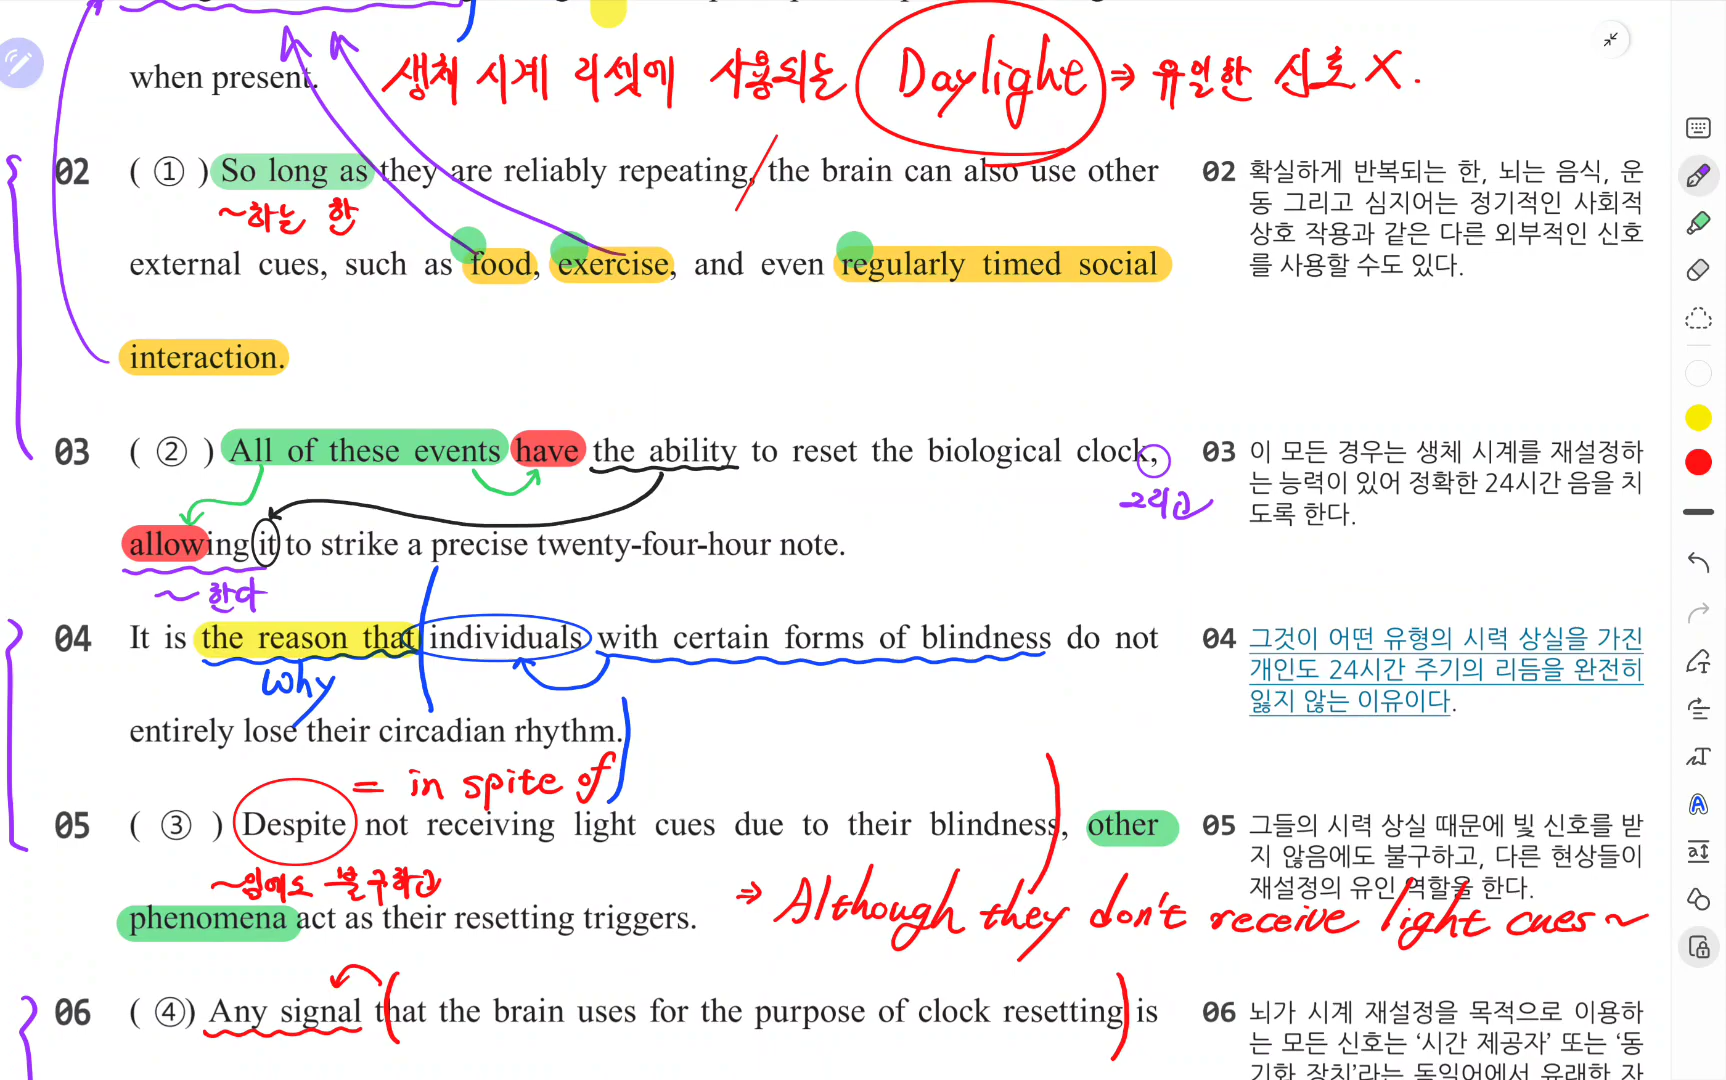 when present.
생체 시계 리셋에 사용되는 Daylight ⇒ 유일한 신호 X.
02 ( ① ) So long as they are reliably repeating, the brain can also use other
~하는 한
external cues, such as food, exercise, and even regularly timed social
interaction.
02 확실하게 반복되는 한, 뇌는 음식, 운
동 그리고 심지어는 정기적인 사회적
상호 작용과 같은 다른 외부적인 신호
를 사용할 수도 있다.
03 ( ② ) All of these events have the ability to reset the biological clock,
그리고
allowing it to strike a precise twenty-four-hour note.
~한다
03 이 모든 경우는 생체 시계를 재설정하
는 능력이 있어 정확한 24시간 음을 치
도록 한다.
04 It is the reason that individuals with certain forms of blindness do not
why
entirely lose their circadian rhythm.
= in spite of
04 그것이 어떤 유형의 시력 상실을 가진
개인도 24시간 주기의 리듬을 완전히
잃지 않는 이유이다.
05 ( ③ ) Despite not receiving light cues due to their blindness, other
~임에도 불구하고
phenomena act as their resetting triggers.
⇒ Although they don't receive light cues ~
05 그들의 시력 상실 때문에 빛 신호를 받
지 않음에도 불구하고, 다른 현상들이
재설정의 유인 역할을 한다.
06 ( ④) Any signal that the brain uses for the purpose of clock resetting is
06 뇌가 시계 재설정을 목적으로 이용하
는 모든 신호는 ‘시간 제공자’ 또는 ‘동
기화 장치’라는 독일어에서 유래한 자